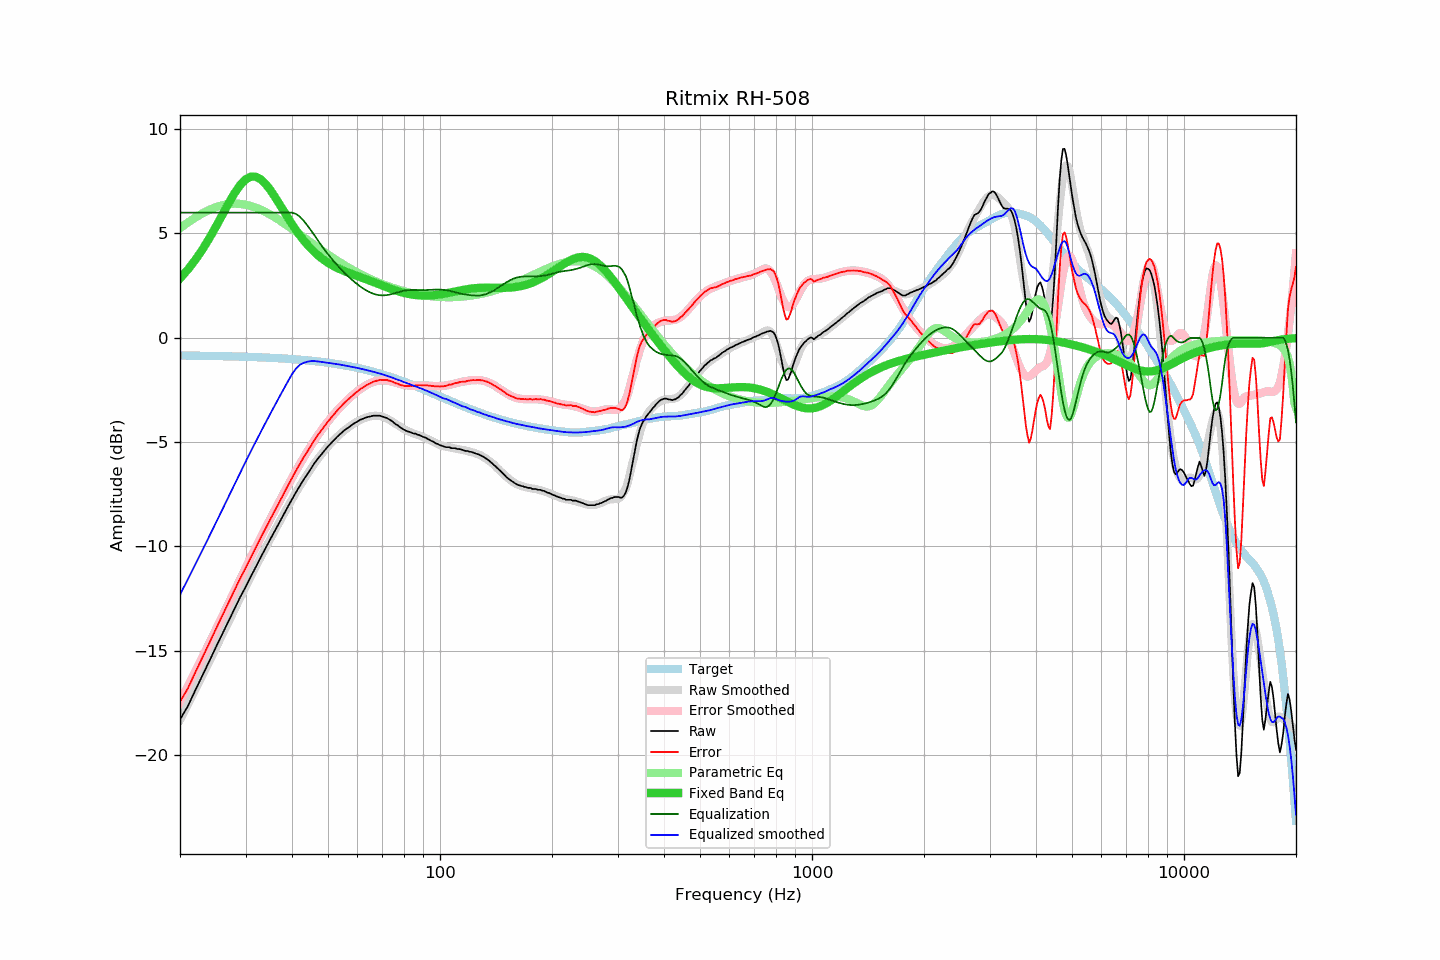 Ritmix RH-508
10
5
0
−5
−10
−15
−20
Amplitude (dBr)
Target
Raw Smoothed
Error Smoothed
Raw
Error
Parametric Eq
Fixed Band Eq
Equalization
Equalized smoothed
100
1000
10000
Frequency (Hz)